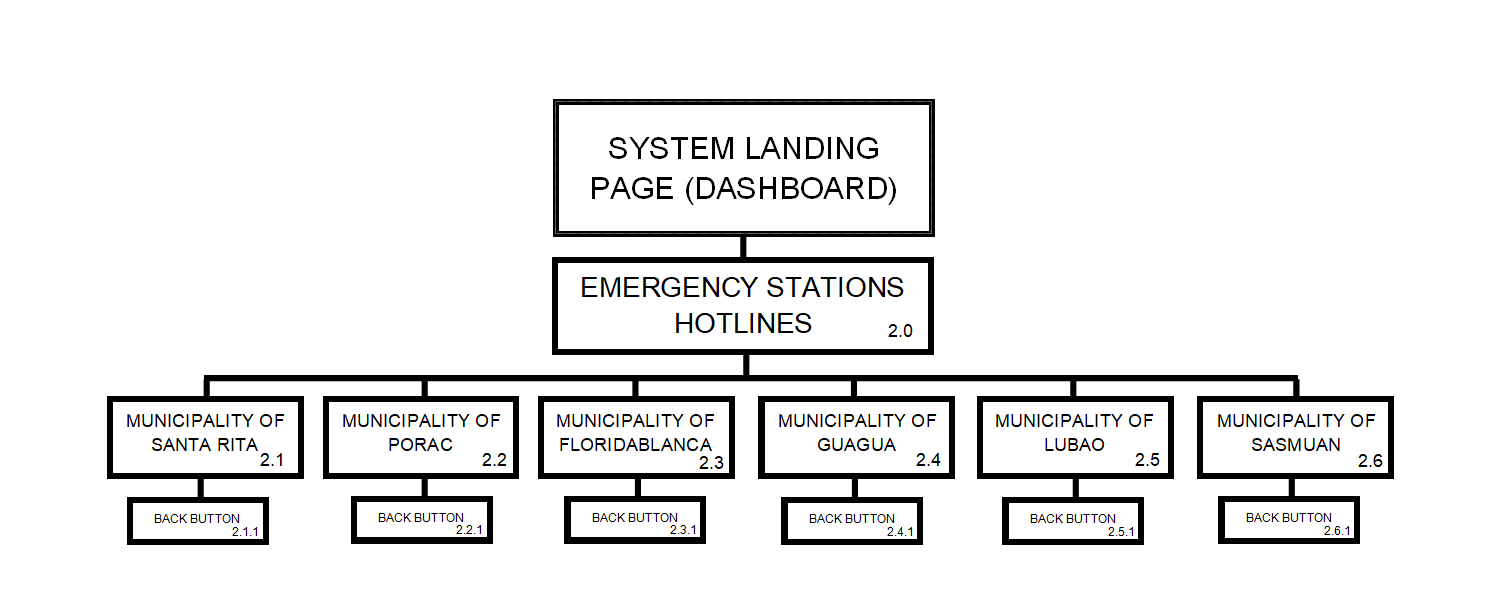 SYSTEM LANDING
PAGE (DASHBOARD)
EMERGENCY STATIONS
HOTLINES
2.0
MUNICIPALITY OF
SANTA RITA
2.1
MUNICIPALITY OF
PORAC
2.2
MUNICIPALITY OF
FLORIDABLANCA
2.3
MUNICIPALITY OF
GUAGUA
2.4
MUNICIPALITY OF
LUBAO
2.5
MUNICIPALITY OF
SASMUAN
2.6
BACK BUTTON
2.1.1
BACK BUTTON
2.2.1
BACK BUTTON
2.3.1
BACK BUTTON
2.4.1
BACK BUTTON
2.5.1
BACK BUTTON
2.6.1